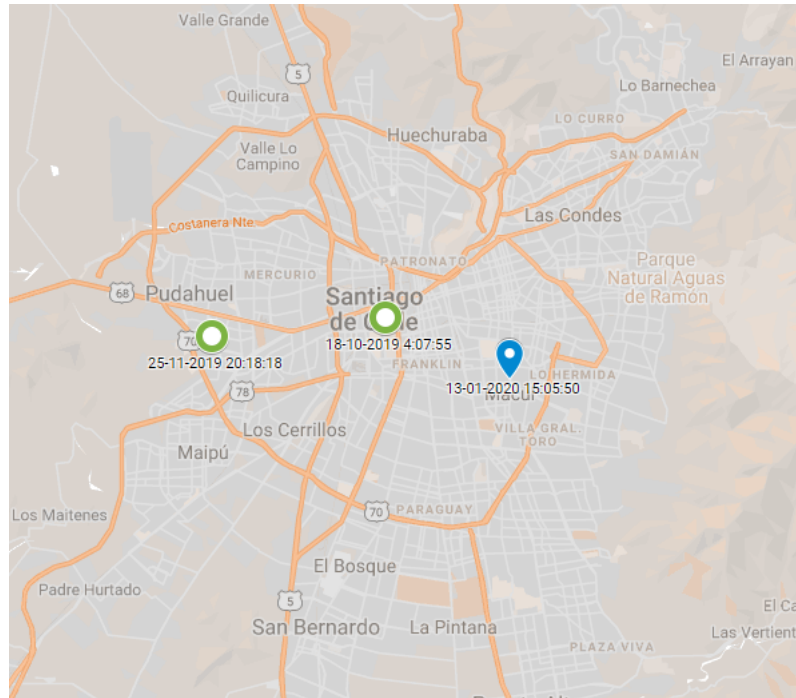 Valle Grande
El Arrayan
5
Lo Barnechea
Quilicura
LO CURRO
Huechuraba
Valle Lo
Campino
SAN DAMIÁN
Las Condes
Costanera Nte.
PATRONATO
Parque
Natural Aguas
de Ramón
MERCURIO
68
Pudahuel
Santiago
de Chile
70
18-10-2019 4:07:55
25-11-2019 20:18:18
FRANKLIN
LO HERMIDA
13-01-2020 15:05:50
Macul
78
Los Cerrillos
VILLA GRAL.
TORO
Maipú
70
PARAGUAY
Los Maitenes
El Bosque
Padre Hurtado
5
San Bernardo
La Pintana
El Ca
Las Vertient
PLAZA VIVA